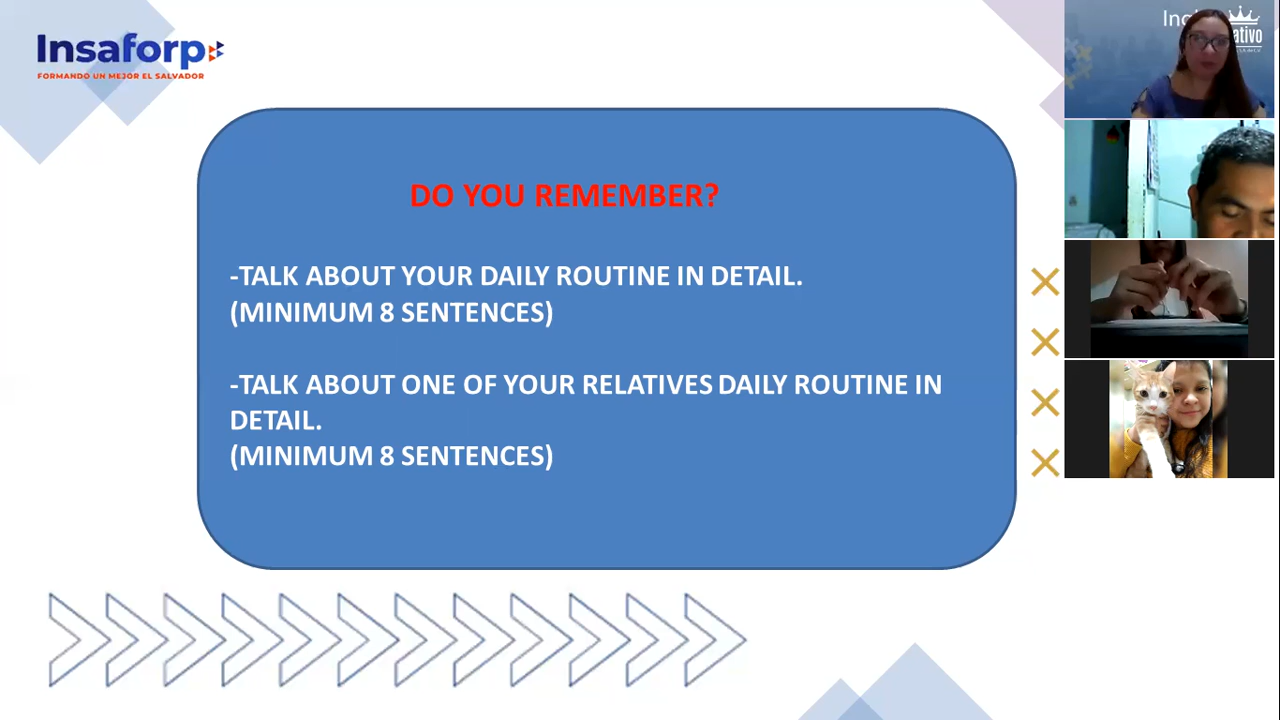 Insaforp
FORMANDO UN MEJOR EL SALVADOR
DO YOU REMEMBER?
-TALK ABOUT YOUR DAILY ROUTINE IN DETAIL.
(MINIMUM 8 SENTENCES)
-TALK ABOUT ONE OF YOUR RELATIVES DAILY ROUTINE IN
DETAIL.
(MINIMUM 8 SENTENCES)